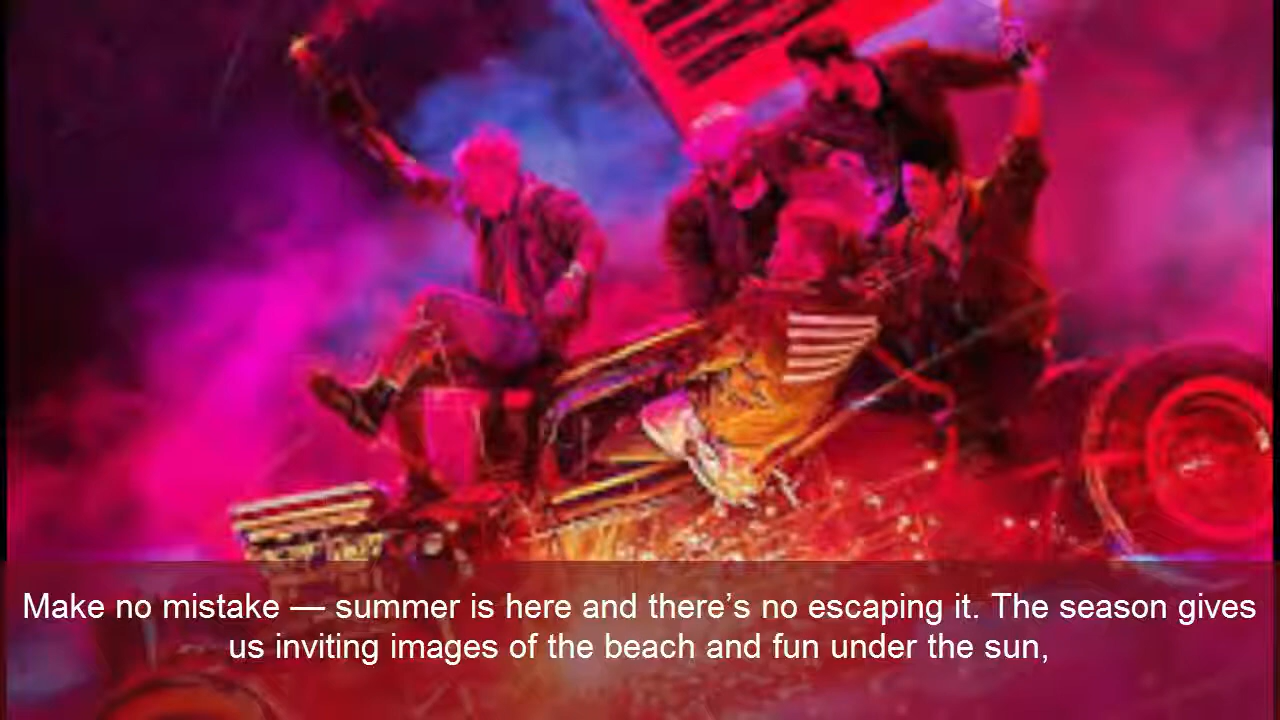 Make no mistake — summer is here and there's no escaping it. The season gives
us inviting images of the beach and fun under the sun,